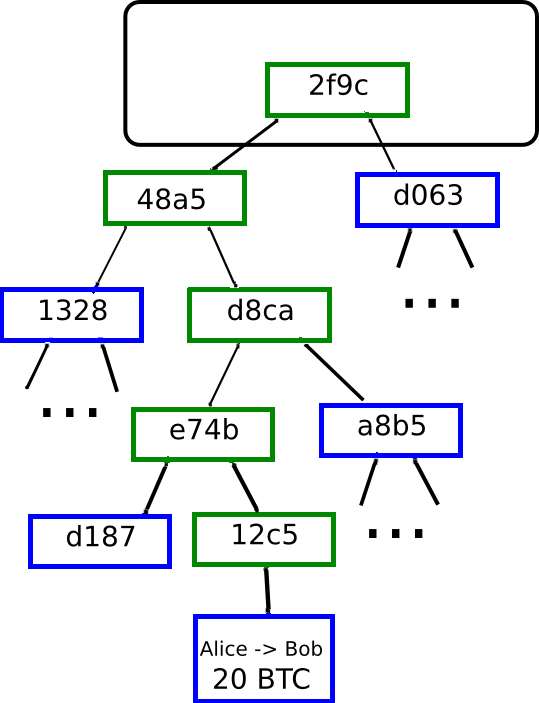 2f9c
48a5
d063
1328
d8ca
...
...
e74b
a8b5
d187
12c5
...
Alice -> Bob
20 BTC